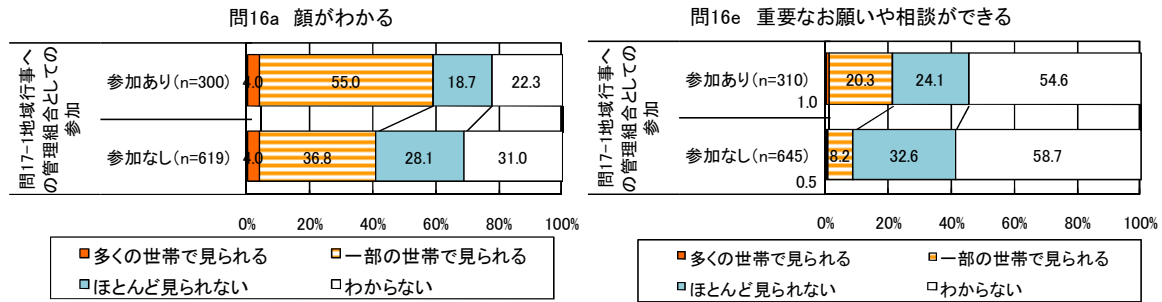 問16a 顔がわかる
問17-1地域行事への管理組合としての参加
参加あり(n=300)
4.0 55.0 18.7 22.3
参加なし(n=619)
4.0 36.8 28.1 31.0
0% 20% 40% 60% 80% 100%
■多くの世帯で見られる
一部の世帯で見られる
ほとんど見られない
わからない
問16e 重要なお願いや相談ができる
問17-1地域行事への管理組合としての参加
参加あり(n=310)
1.0 20.3 24.1 54.6
参加なし(n=645)
0.5 8.2 32.6 58.7
0% 20% 40% 60% 80% 100%
多くの世帯で見られる
一部の世帯で見られる
ほとんど見られない
わからない